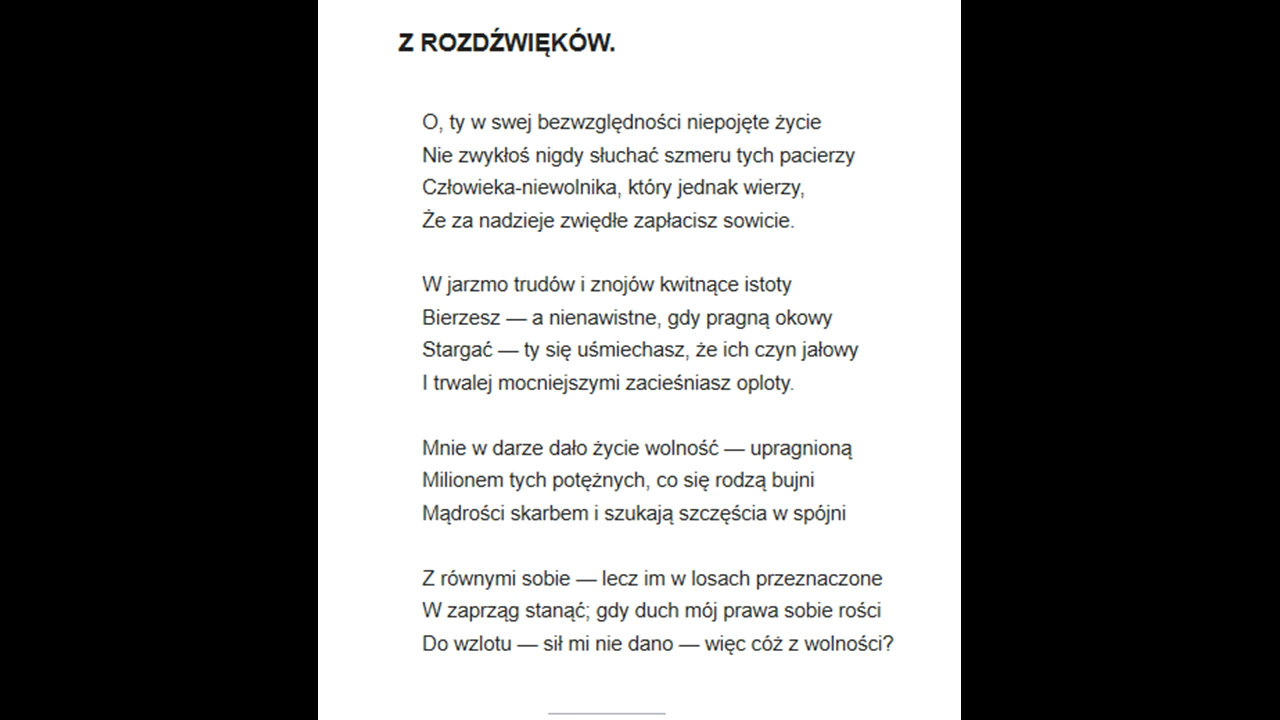 Z ROZDŹWIĘKÓW.
O, ty w swej bezwzględności niepojęte życie
Nie zwykłoś nigdy słuchać szmeru tych pacierzy
Człowieka-niewolnika, który jednak wierzy,
Że za nadzieje zwiędłe zapłacisz sowicie.
W jarzmo trudów i znojów kwitnące istoty
Bierzesz — a nienawistne, gdy pragną okowy
Stargać — ty się uśmiechasz, że ich czyn jałowy
I trwalej mocniejszymi zacieśniasz oploty.
Mnie w darze dało życie wolność — upragnioną
Milionem tych potężnych, co się rodzą bujni
Mądrości skarbem i szukają szczęścia w spójni
Z równymi sobie — lecz im w losach przeznaczone
W zaprząg stanąć; gdy duch mój prawa sobie rości
Do wzlotu — sił mi nie dano — więc cóż z wolności?